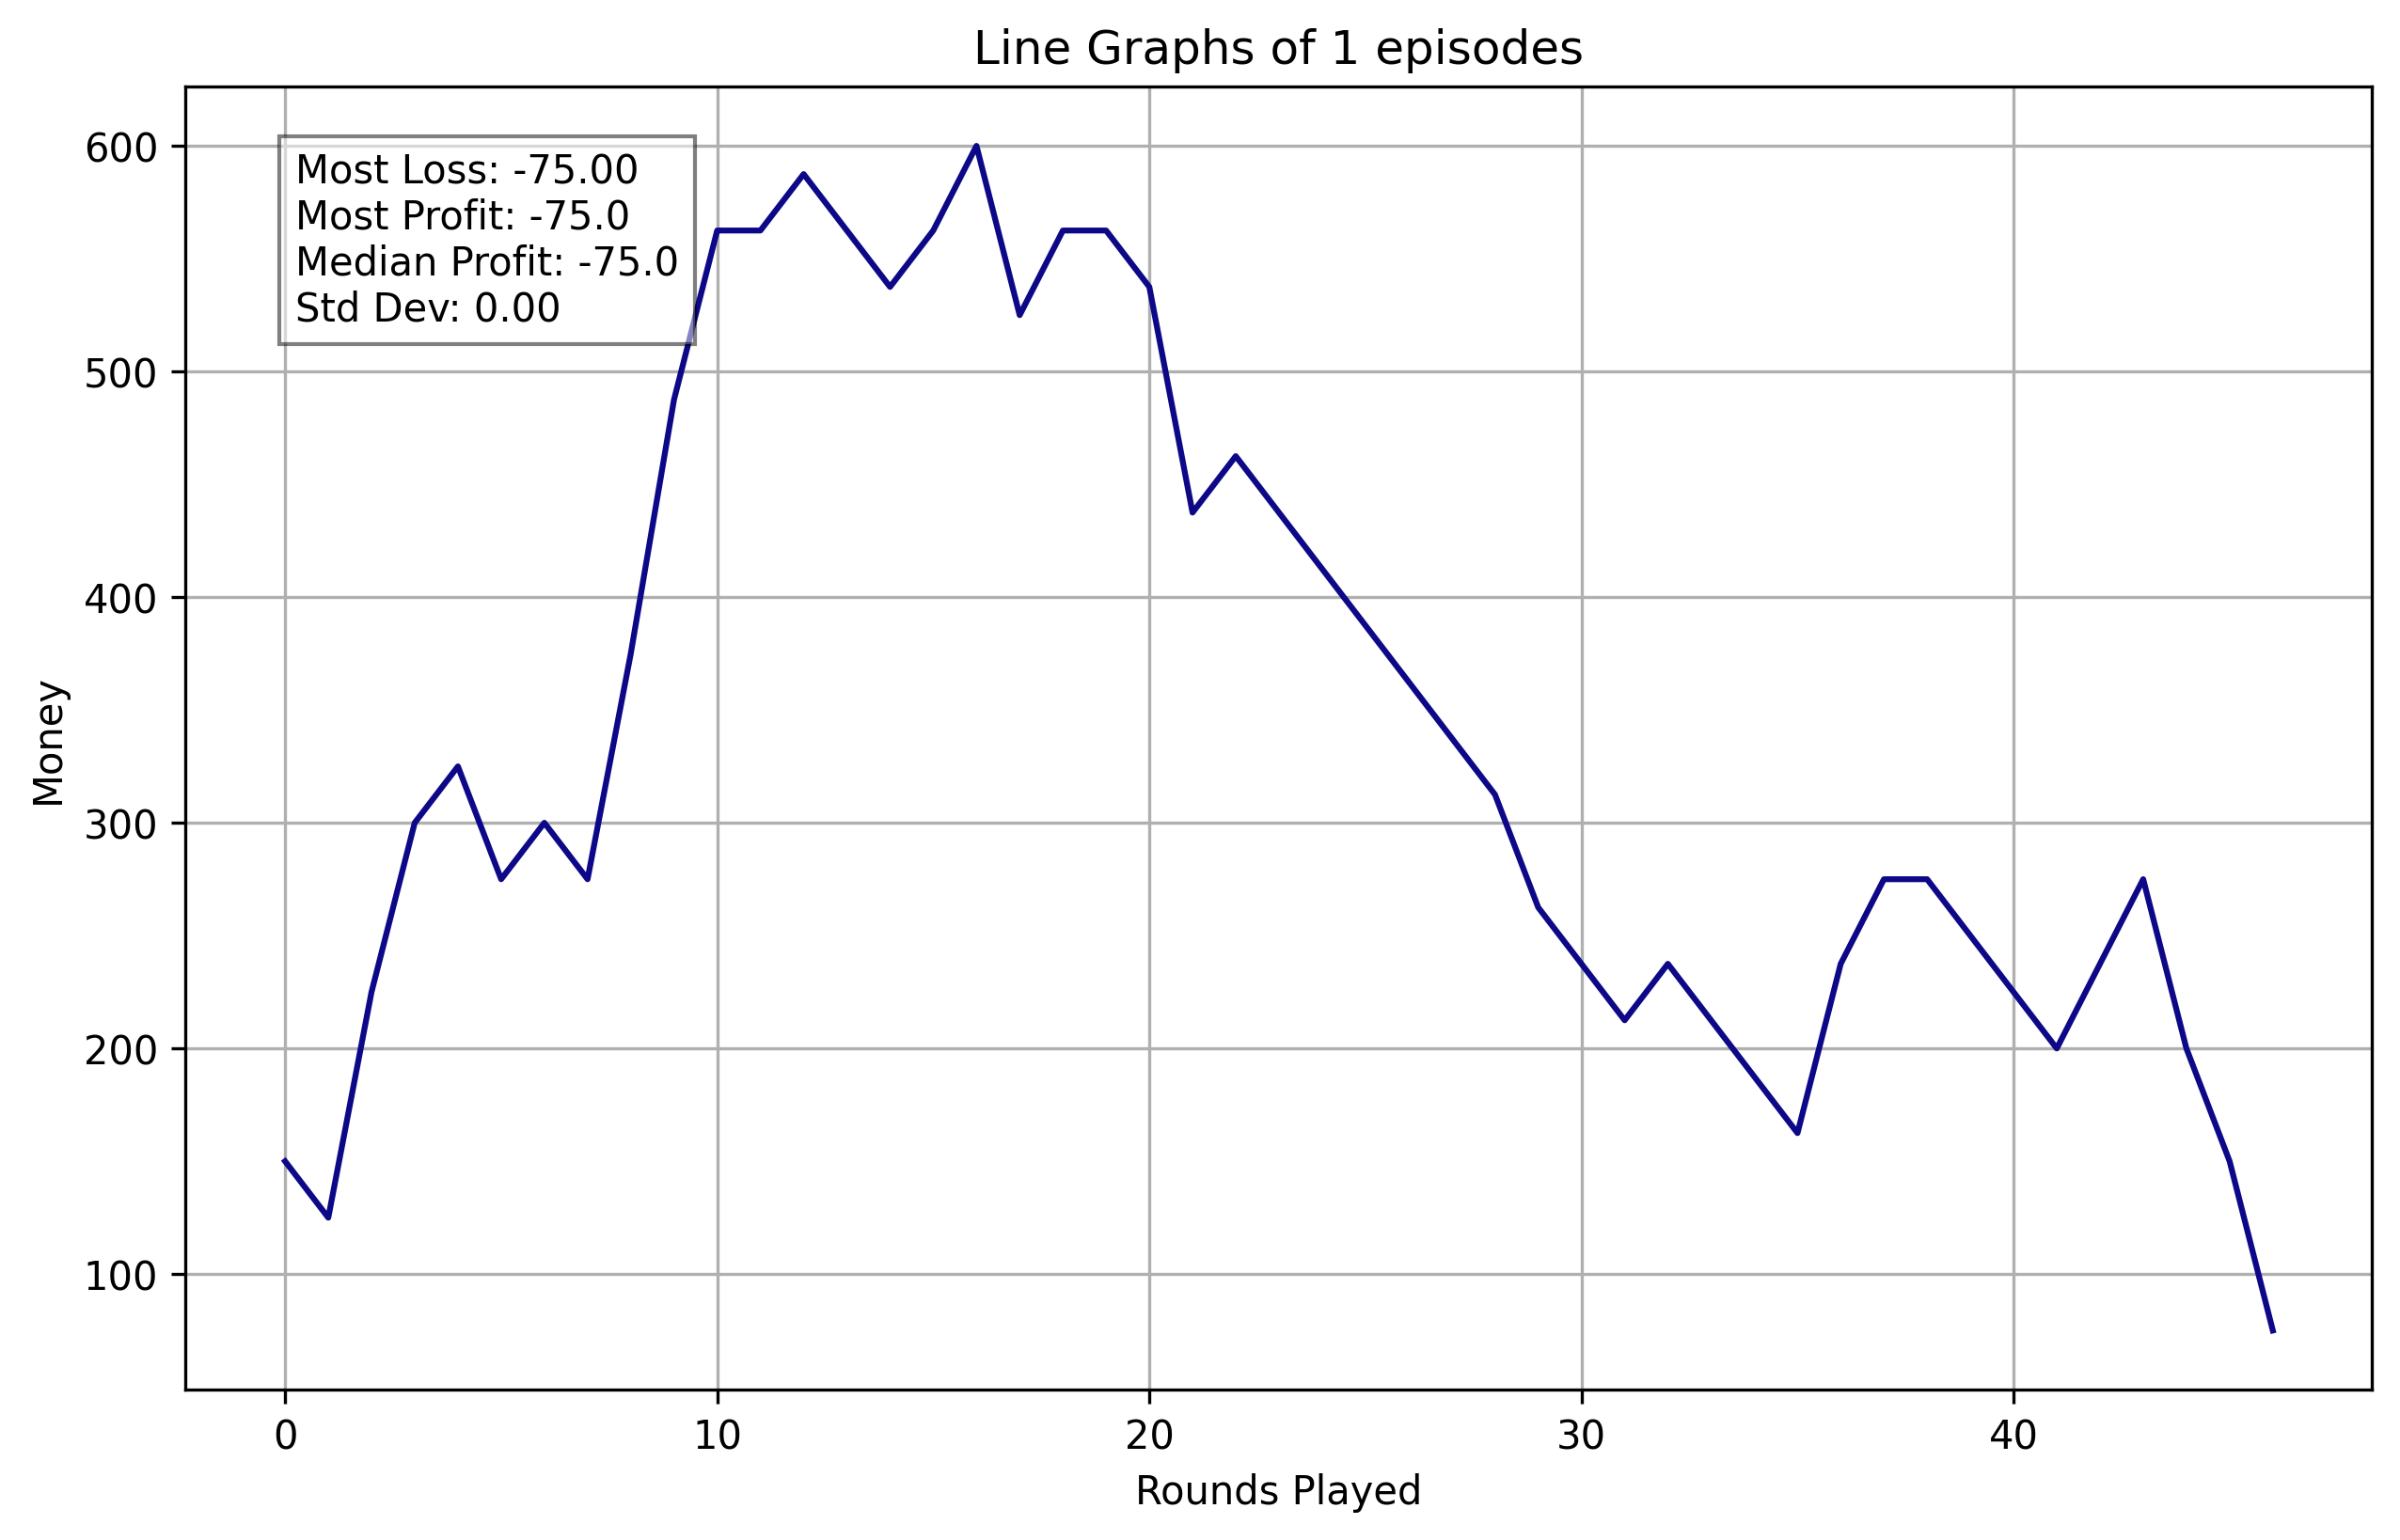 Line Graphs of 1 episodes
Most Loss: -75.00
Most Profit: -75.0
Median Profit: -75.0
Std Dev: 0.00
600
500
400
300
200
100
Money
0 10 20 30 40
Rounds Played